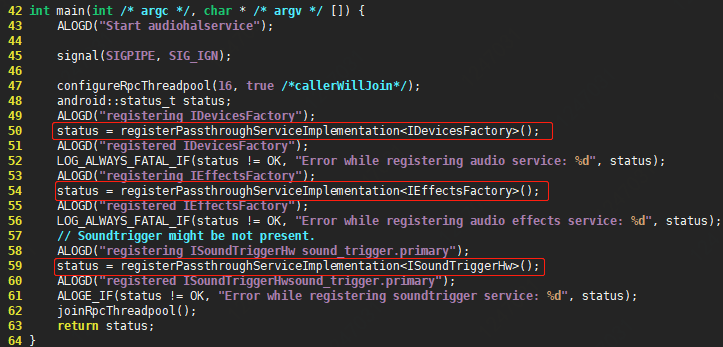 42 int main(int /* argc */, char * /* argv */ []) {
43     ALOGD("Start audiohalservice");
44
45     signal(SIGPIPE, SIG_IGN);
46
47     configureRpcThreadpool(16, true /*callerWillJoin*/);
48     android::status_t status;
49     ALOGD("registering IDevicesFactory");
50     status = registerPassthroughServiceImplementation<IDevicesFactory>();
51     ALOGD("registered IDevicesFactory");
52     LOG_ALWAYS_FATAL_IF(status != OK, "Error while registering audio service: %d", status);
53     ALOGD("registering IEffectsFactory");
54     status = registerPassthroughServiceImplementation<IEffectsFactory>();
55     ALOGD("registered IEffectsFactory");
56     LOG_ALWAYS_FATAL_IF(status != OK, "Error while registering audio effects service: %d", status);
57     // Soundtrigger might be not present.
58     ALOGD("registering ISoundTriggerHw sound_trigger.primary");
59     status = registerPassthroughServiceImplementation<ISoundTriggerHw>();
60     ALOGD("registered ISoundTriggerHwsound_trigger.primary");
61     ALOGE_IF(status != OK, "Error while registering soundtrigger service: %d", status);
62     joinRpcThreadpool();
63     return status;
64 }